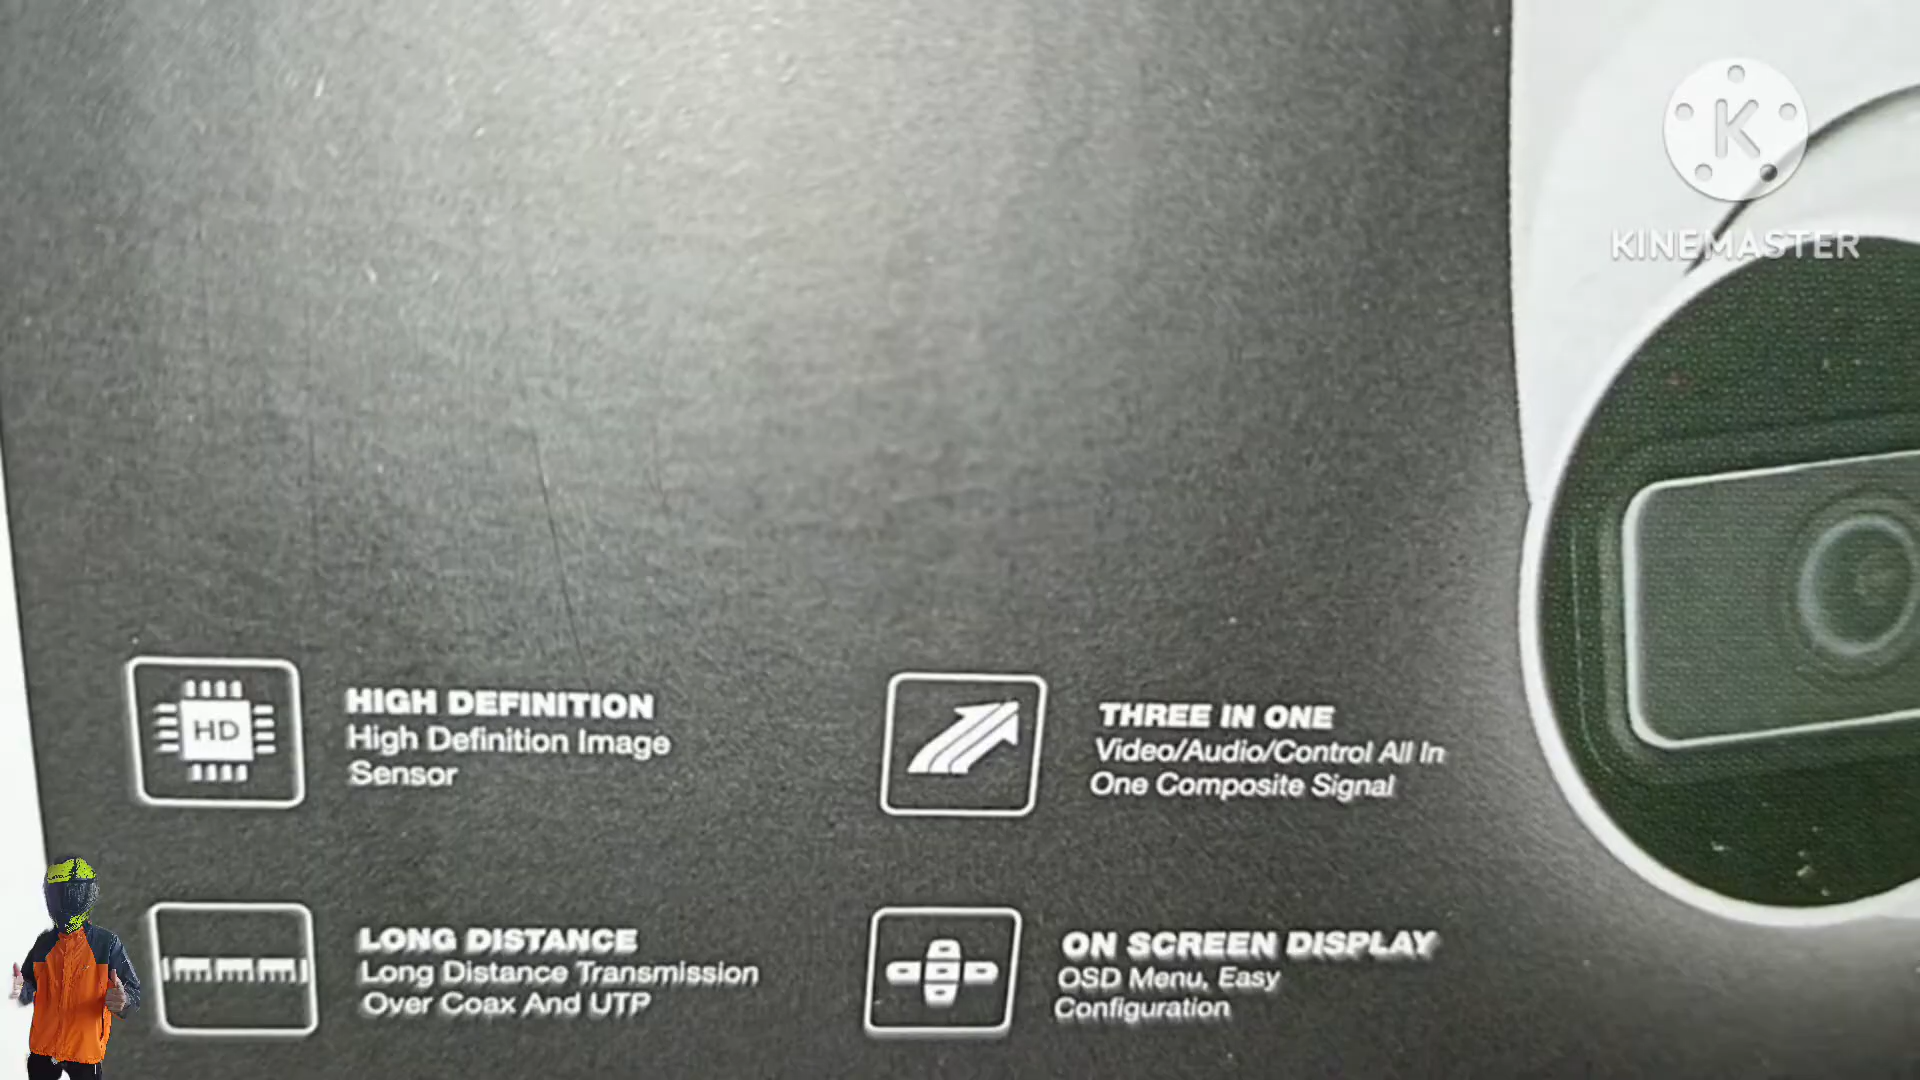 K
KINEMASTER
HD
HIGH DEFINITION
High Definition Image
Sensor
THREE IN ONE
Video/Audio/Control All In
One Composite Signal
LONG DISTANCE
Long Distance Transmission
Over Coax And UTP
ON SCREEN DISPLAY
OSD Menu, Easy
Configuration